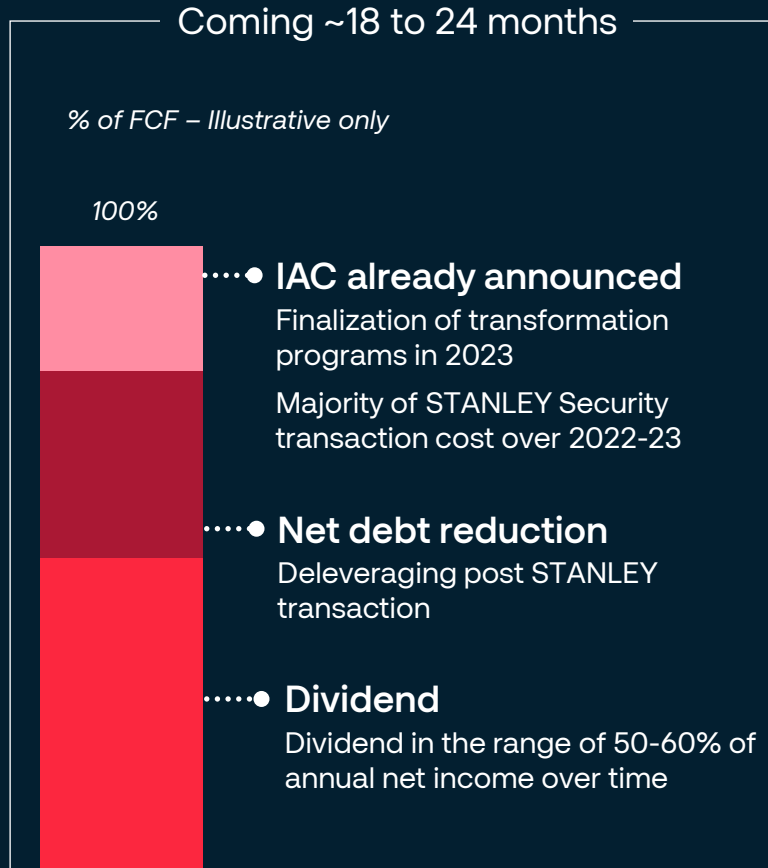 Coming ~18 to 24 months
% of FCF – Illustrative only
100%
IAC already announced
Finalization of transformation
programs in 2023
Majority of STANLEY Security
transaction cost over 2022-23
Net debt reduction
Deleveraging post STANLEY
transaction
Dividend
Dividend in the range of 50-60% of
annual net income over time